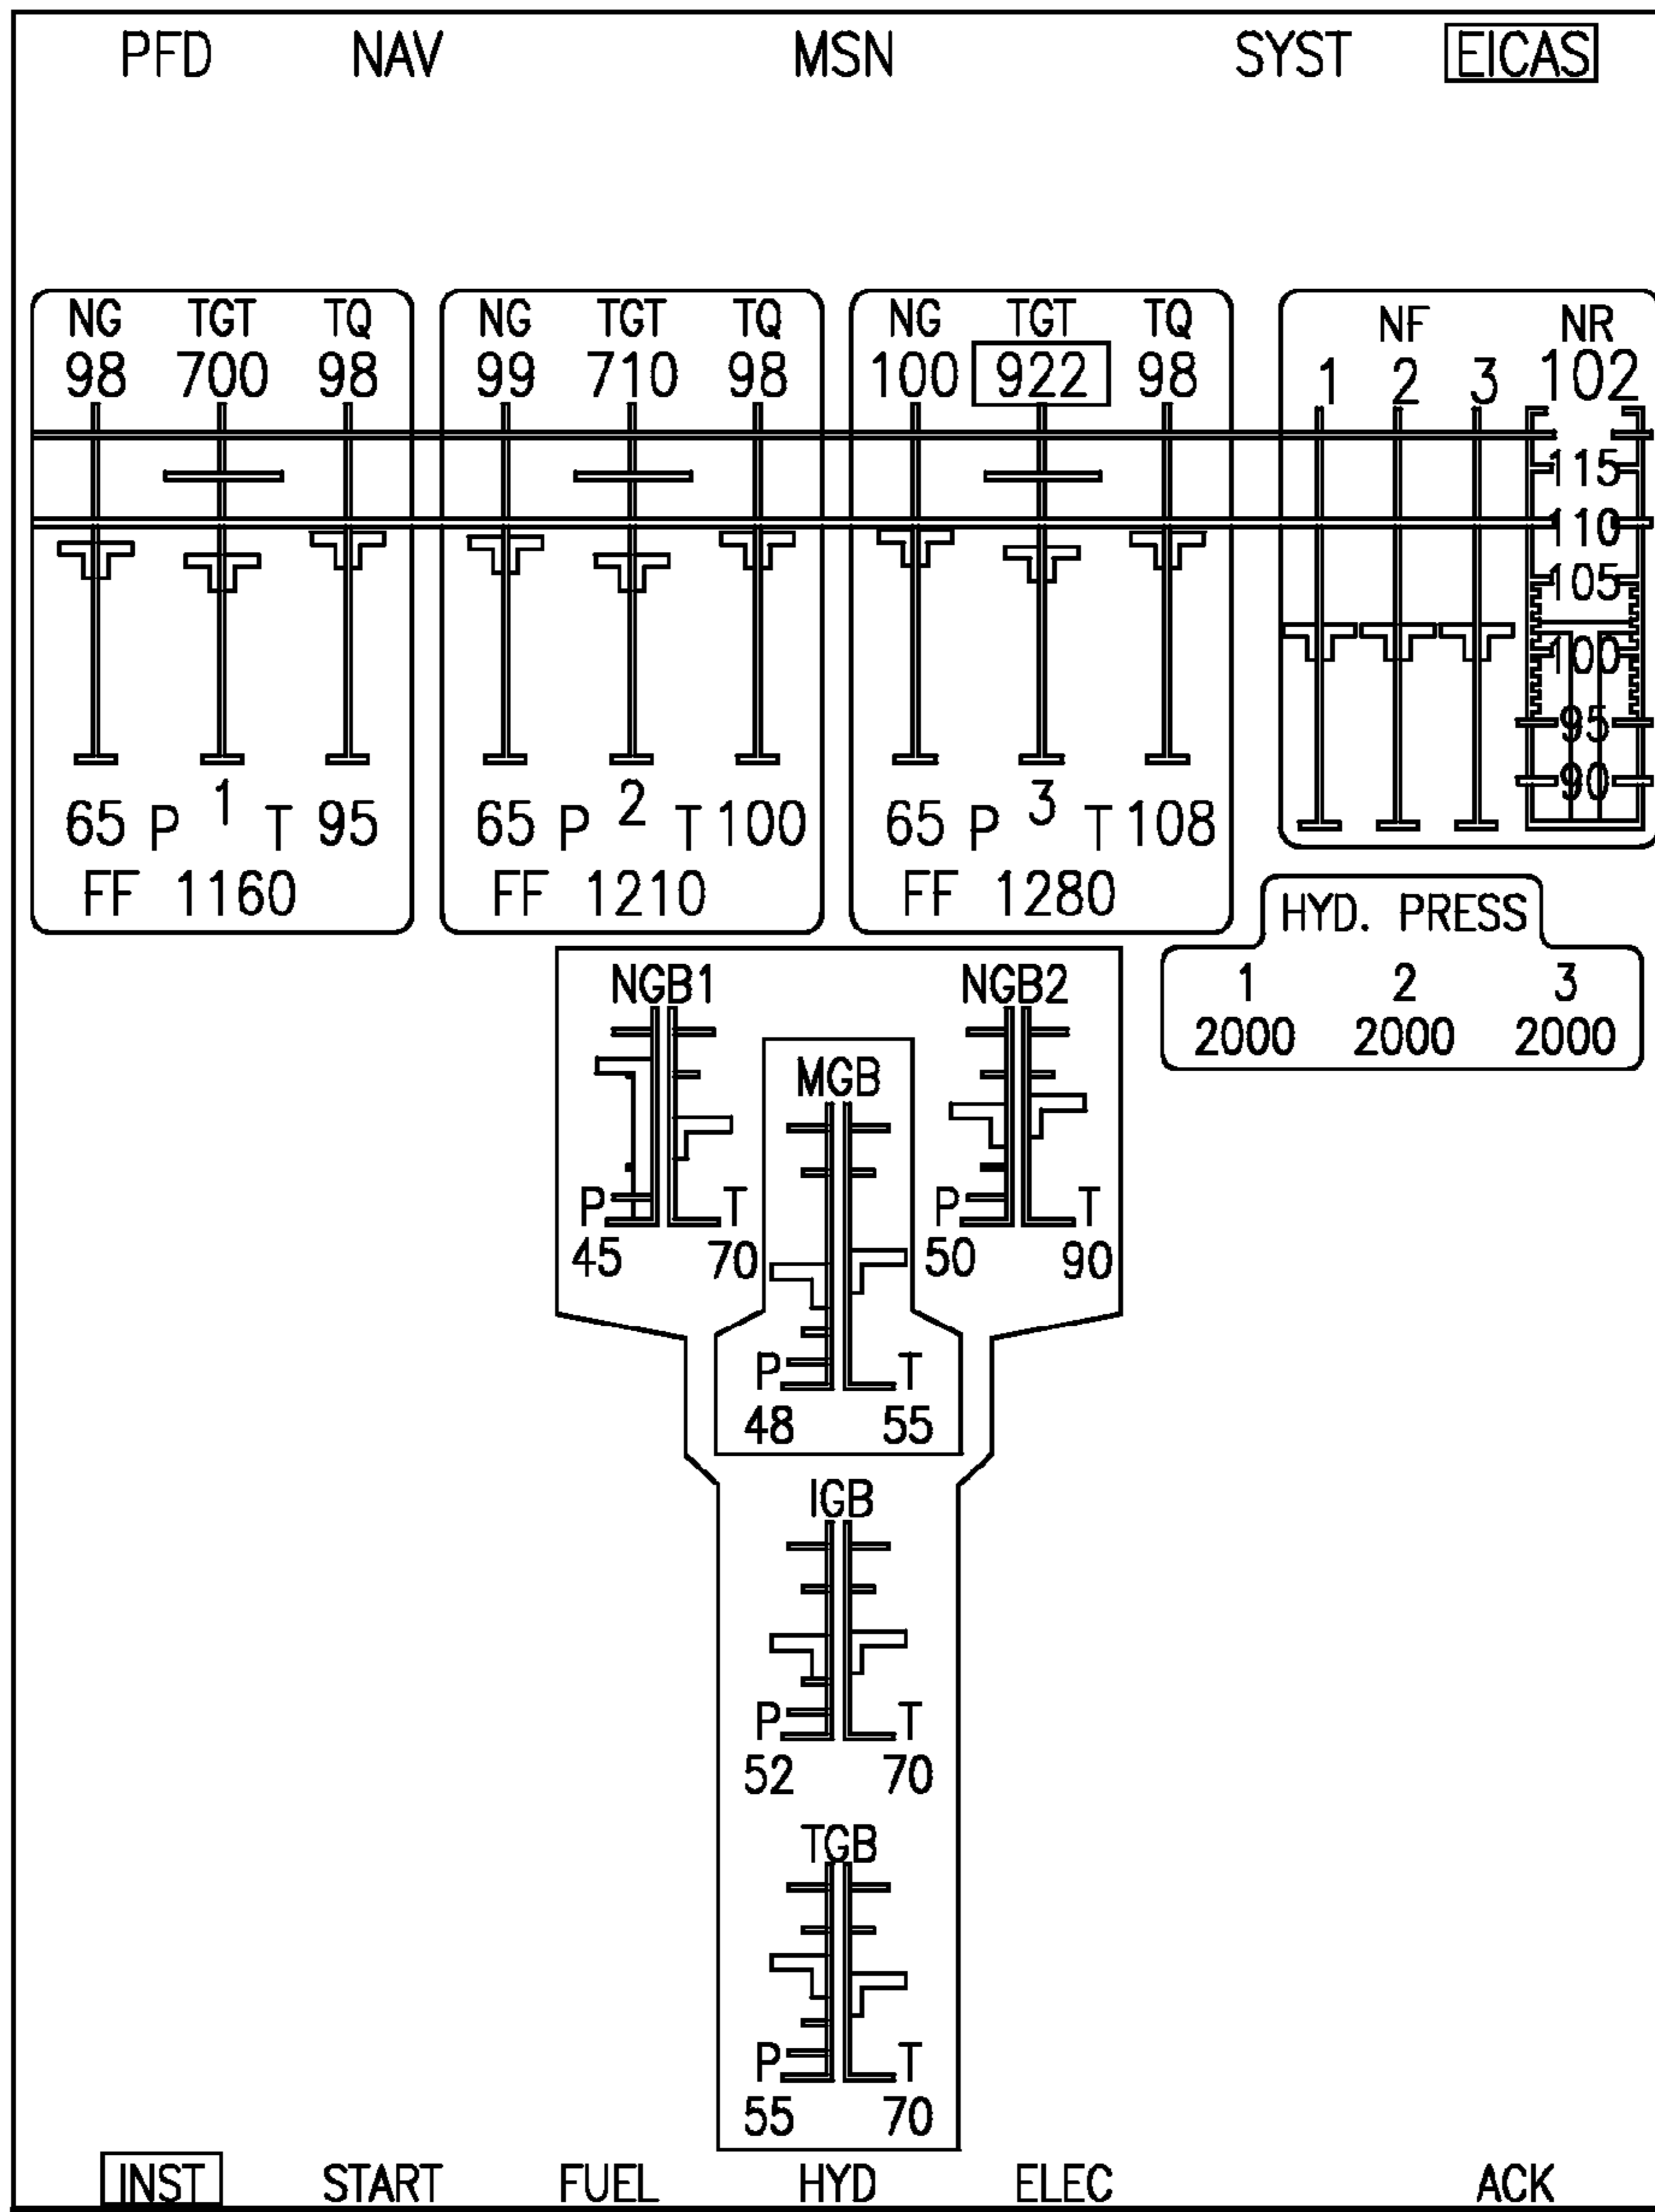 PFD NAV MSN SYST EICAS
NG TGT TQ NG TGT TQ NG TGT TQ NF NR
98 700 98 99 710 98 100 922 98 1 2 3 102
115
110
105
100
95
90
65 P 1 T 95 65 P 2 T 100 65 P 3 T 108
FF 1160 FF 1210 FF 1280
HYD. PRESS
1 2 3
2000 2000 2000
NGB1 NGB2
MGB
P T P T
45 70 50 90
P T
48 55
IGB
P T
52 70
TGB
P T
55 70
INST START FUEL HYD ELEC ACK